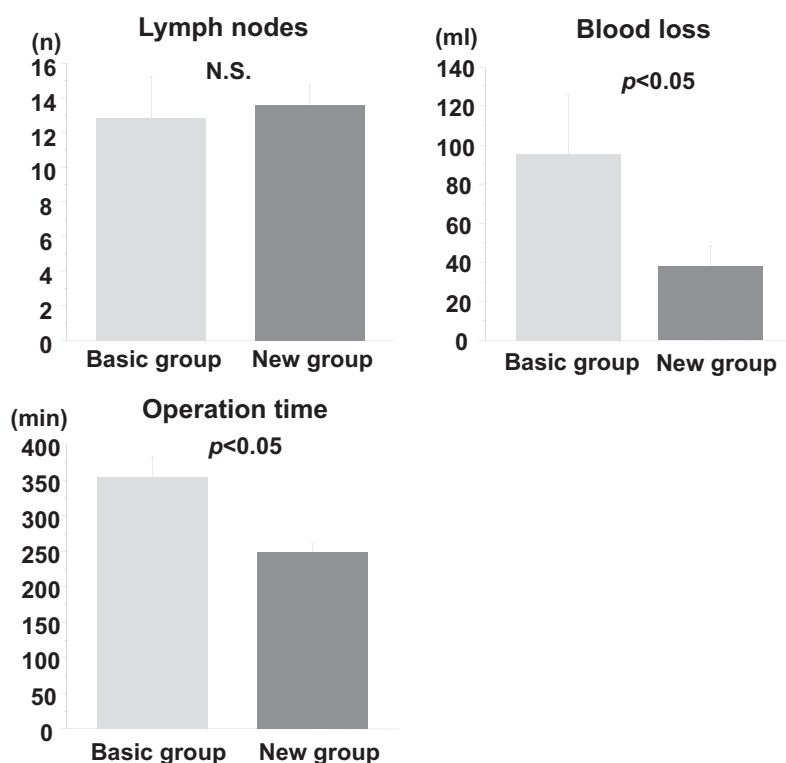 Lymph nodes
(n)
N.S.
16
14
12
10
8
6
4
2
0
Basic group New group
Blood loss
(ml)
p<0.05
140
120
100
80
60
40
20
0
Basic group New group
Operation time
(min)
p<0.05
400
350
300
250
200
150
100
50
0
Basic group New group